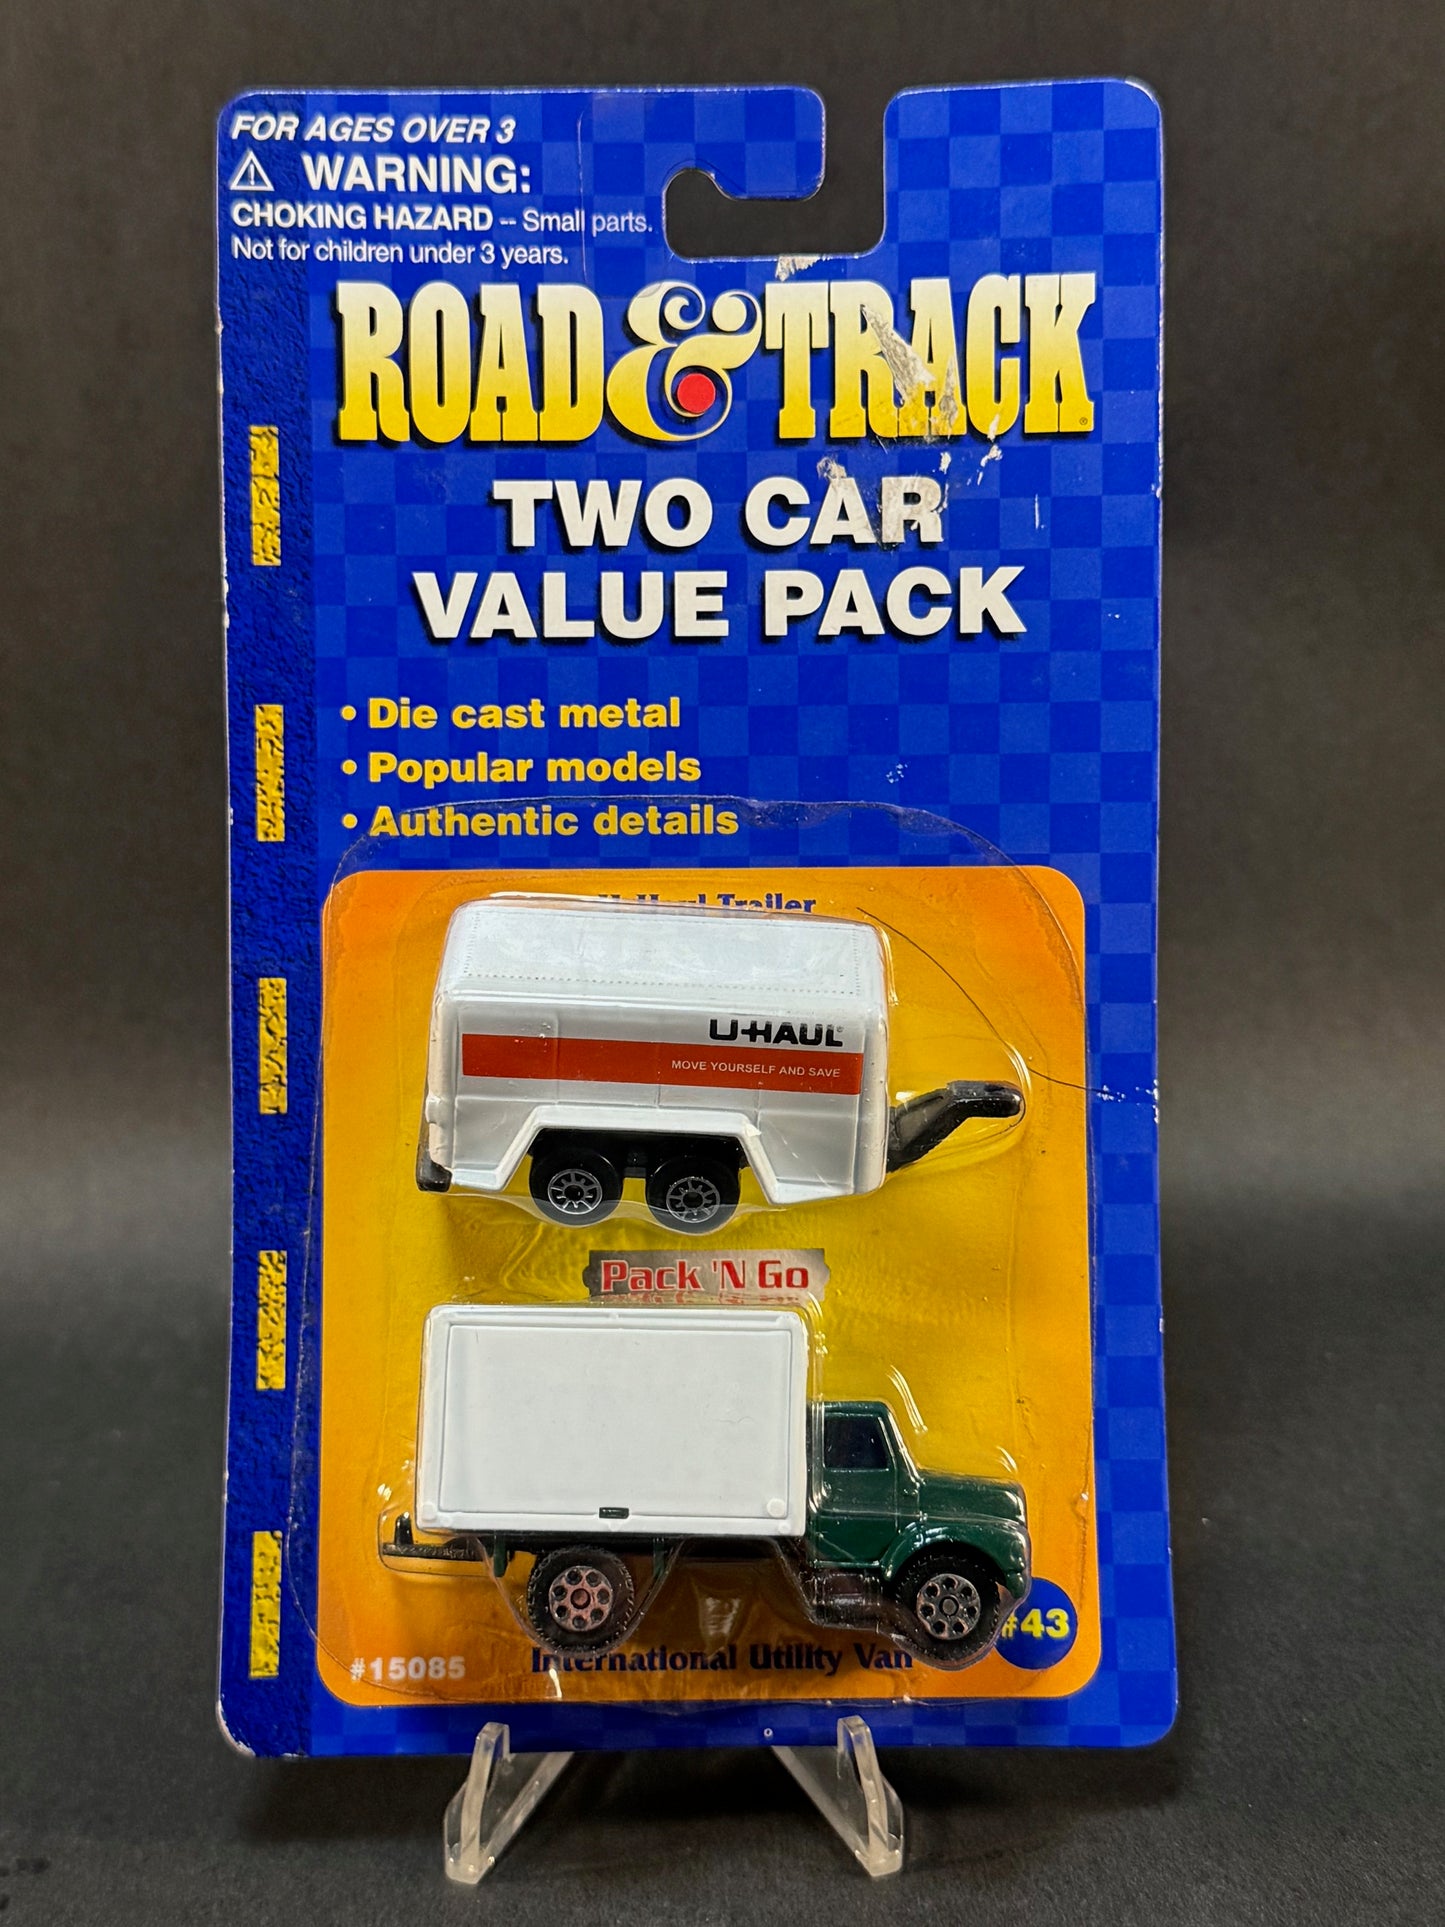 FOR AGES OVER 3
WARNING:
CHOKING HAZARD -- Small parts.
Not for children under 3 years.
ROAD & TRACK®
TWO CAR
VALUE PACK
• Die cast metal
• Popular models
• Authentic details
U-Haul Trailer
U-HAUL®
MOVE YOURSELF AND SAVE
Pack 'N Go
#43
#15085
International Utility Van